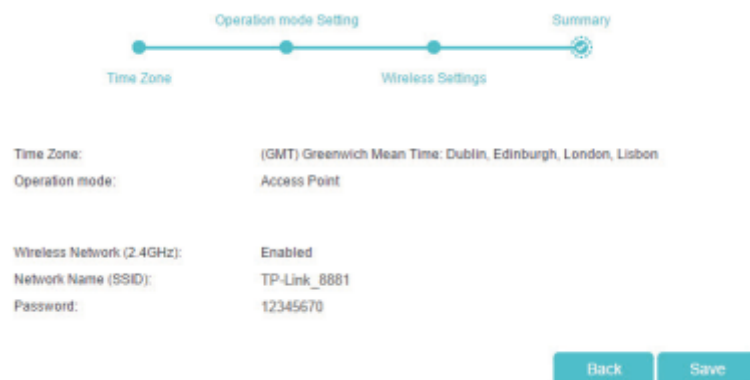 Operation mode Setting Summary
Time Zone Wireless Settings
Time Zone: (GMT) Greenwich Mean Time: Dublin, Edinburgh, London, Lisbon
Operation mode: Access Point
Wireless Network (2.4GHz): Enabled
Network Name (SSID): TP-Link_8881
Password: 12345670
Back Save